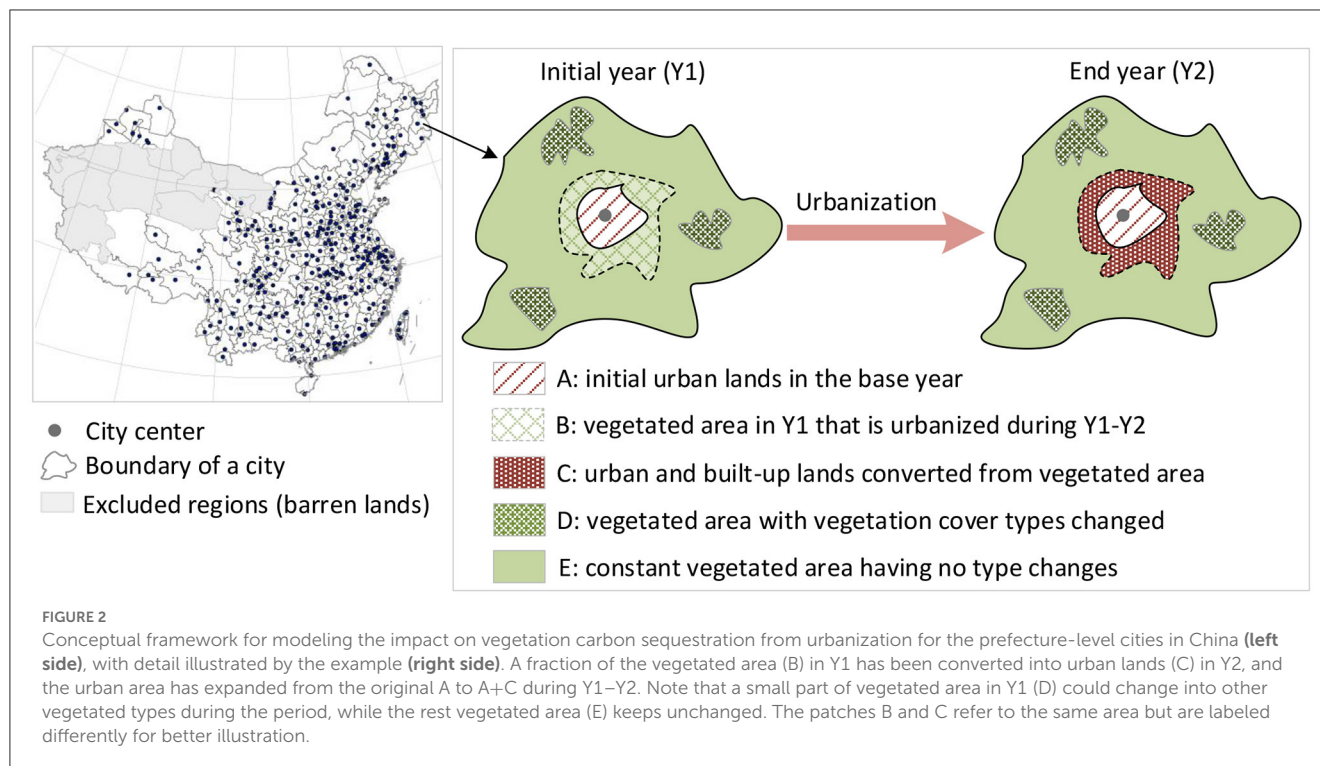 Initial year (Y1)
End year (Y2)
Urbanization
City center
Boundary of a city
Excluded regions (barren lands)
A: initial urban lands in the base year
B: vegetated area in Y1 that is urbanized during Y1-Y2
C: urban and built-up lands converted from vegetated area
D: vegetated area with vegetation cover types changed
E: constant vegetated area having no type changes
FIGURE 2
Conceptual framework for modeling the impact on vegetation carbon sequestration from urbanization for the prefecture-level cities in China (left
side), with detail illustrated by the example (right side). A fraction of the vegetated area (B) in Y1 has been converted into urban lands (C) in Y2, and
the urban area has expanded from the original A to A+C during Y1–Y2. Note that a small part of vegetated area in Y1 (D) could change into other
vegetated types during the period, while the rest vegetated area (E) keeps unchanged. The patches B and C refer to the same area but are labeled
differently for better illustration.